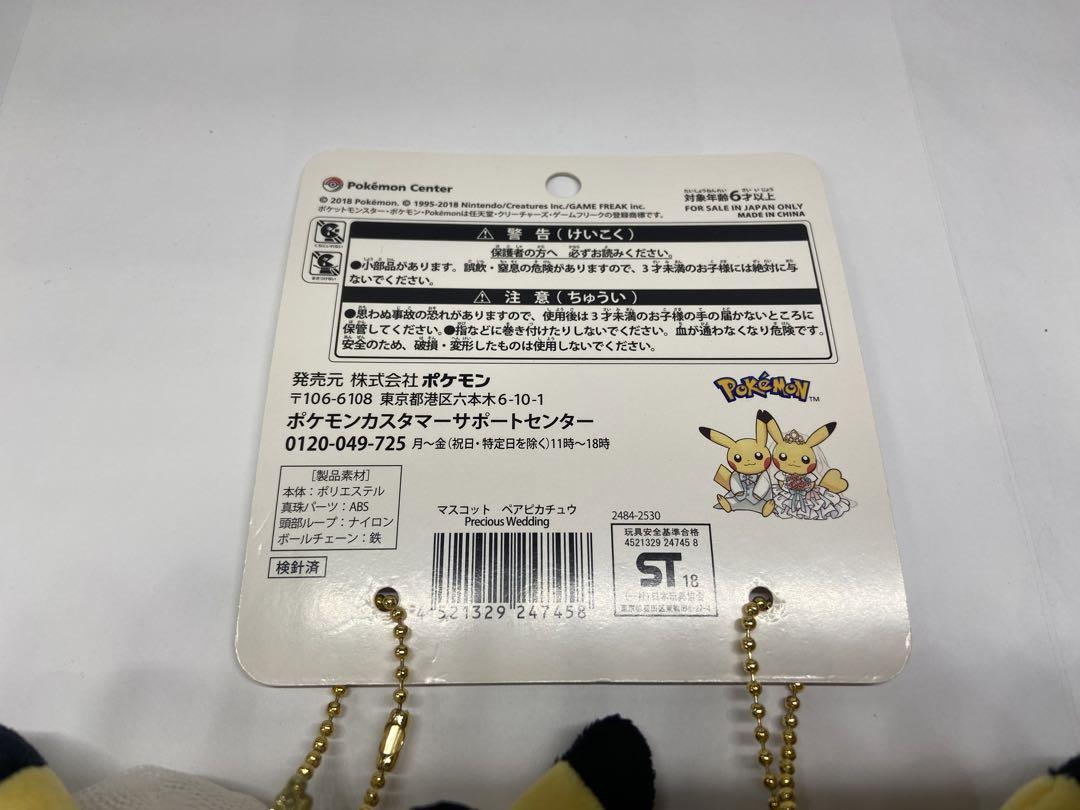 Pokémon Center
© 2018 Pokémon. © 1995-2018 Nintendo/Creatures Inc./GAME FREAK inc.
ポケットモンスター・ポケモン・Pokémonは任天堂・クリーチャーズ・ゲームフリークの登録商標です。
対象年齢6才以上
FOR SALE IN JAPAN ONLY
MADE IN CHINA
⚠ 警告(けいこく)
保護者の方へ 必ずお読みください。
●小部品があります。誤飲・窒息の危険がありますので、3才未満のお子様には絶対に与
ないでください。
⚠ 注意(ちゅうい)
●思わぬ事故の恐れがありますので、使用後は3才未満のお子様の手の届かないところに
保管してください。●指などに巻き付けたりしないでください。血が通わなくなり危険です。
安全のため、破損・変形したものは使用しないでください。
発売元 株式会社ポケモン
〒106-6108 東京都港区六本木6-10-1
ポケモンカスタマーサポートセンター
0120-049-725 月〜金(祝日・特定日を除く)11時〜18時
POKéMON TM
[製品素材]
本体:ポリエステル
真珠パーツ:ABS
頭部ループ:ナイロン
ボールチェーン:鉄
検針済
マスコット ペアピカチュウ
Precious Wedding
4 521329 247458
2484-2530
玩具安全基準合格
4521329 24745 8
ST 18
(一社)日本玩具協会